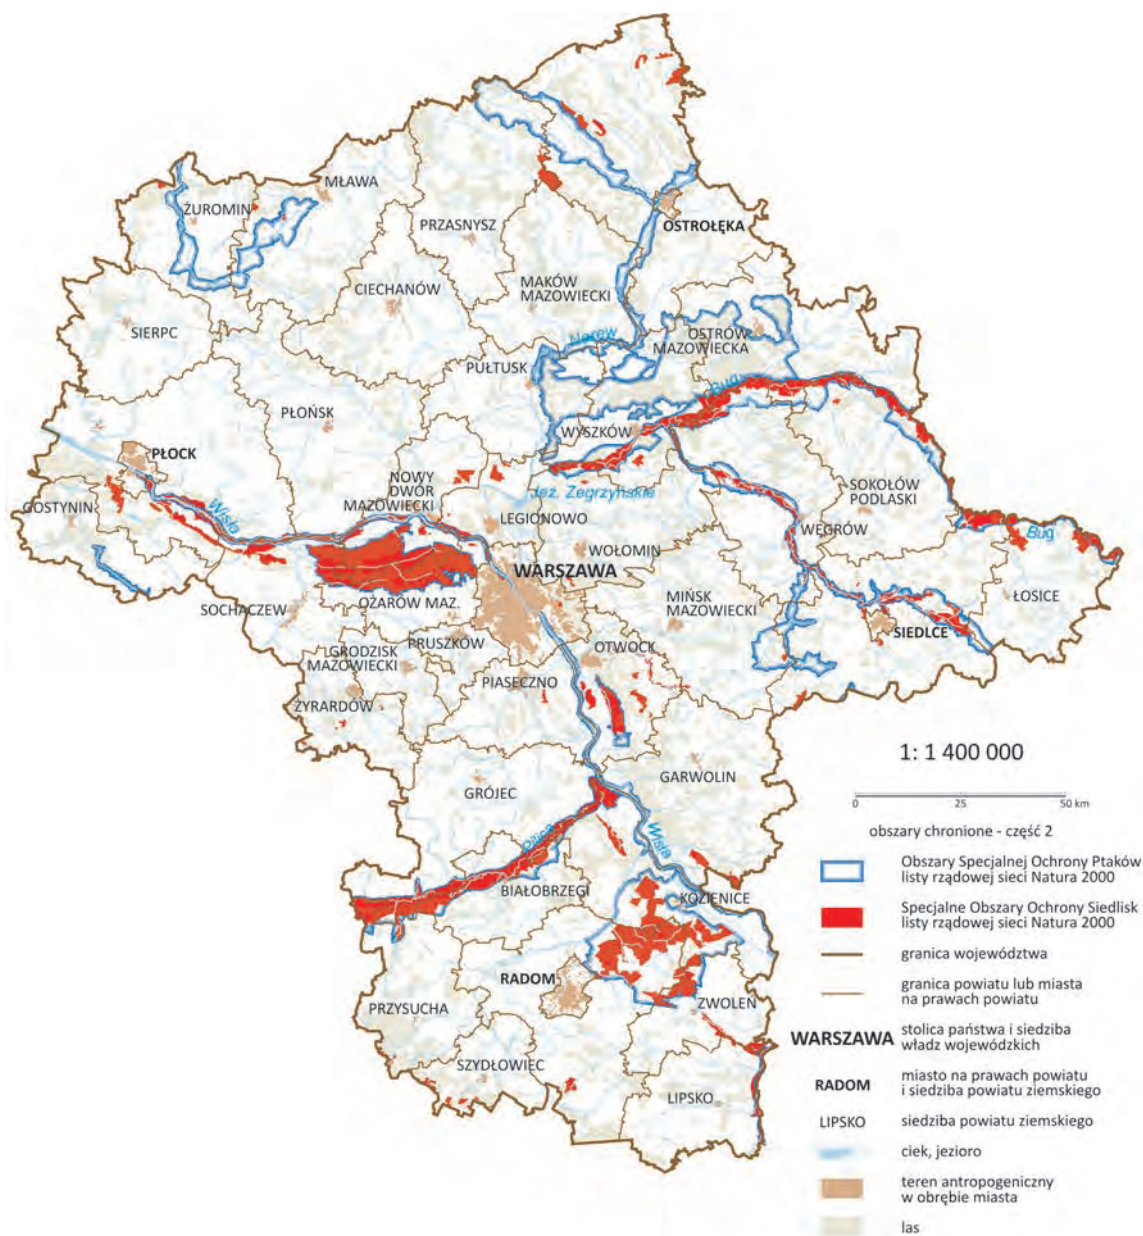 MŁAWA
ŻUROMIN
PRZASNYSZ
OSTROŁĘKA
CIECHANÓW
MAKÓW
MAZOWIECKI
SIERPC
Narew
OSTRÓW
MAZOWIECKA
PUŁTUSK
Bug
PŁOŃSK
WYSZKÓW
PŁOCK
NOWY
DWÓR
MAZOWIECKI
Jez. Zegrzyńskie
SOKOŁÓW
PODLASKI
GOSTYNIN
Wisła
LEGIONOWO
WĘGRÓW
Bug
WOŁOMIN
WARSZAWA
MIŃSK
MAZOWIECKI
ŁOSICE
SOCHACZEW
OŻARÓW MAZ.
SIEDLCE
PRUSZKÓW
GRODZISK
MAZOWIECKI
OTWOCK
PIASECZNO
ŻYRARDÓW
GARWOLIN
GRÓJEC
Pilica
Wisła
BIAŁOBRZEGI
KOZIENICE
RADOM
ZWOLEŃ
PRZYSUCHA
SZYDŁOWIEC
LIPSKO
1: 1 400 000
0 25 50 km
obszary chronione - część 2
Obszary Specjalnej Ochrony Ptaków
listy rządowej sieci Natura 2000
Specjalne Obszary Ochrony Siedlisk
listy rządowej sieci Natura 2000
granica województwa
granica powiatu lub miasta
na prawach powiatu
WARSZAWA stolica państwa i siedziba
władz wojewódzkich
RADOM miasto na prawach powiatu
i siedziba powiatu ziemskiego
LIPSKO siedziba powiatu ziemskiego
ciek, jezioro
teren antropogeniczny
w obrębie miasta
las